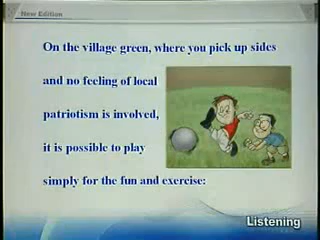 New Edition
On the village green, where you pick up sides
and no feeling of local
patriotism is involved,
it is possible to play
simply for the fun and exercise:
Listening